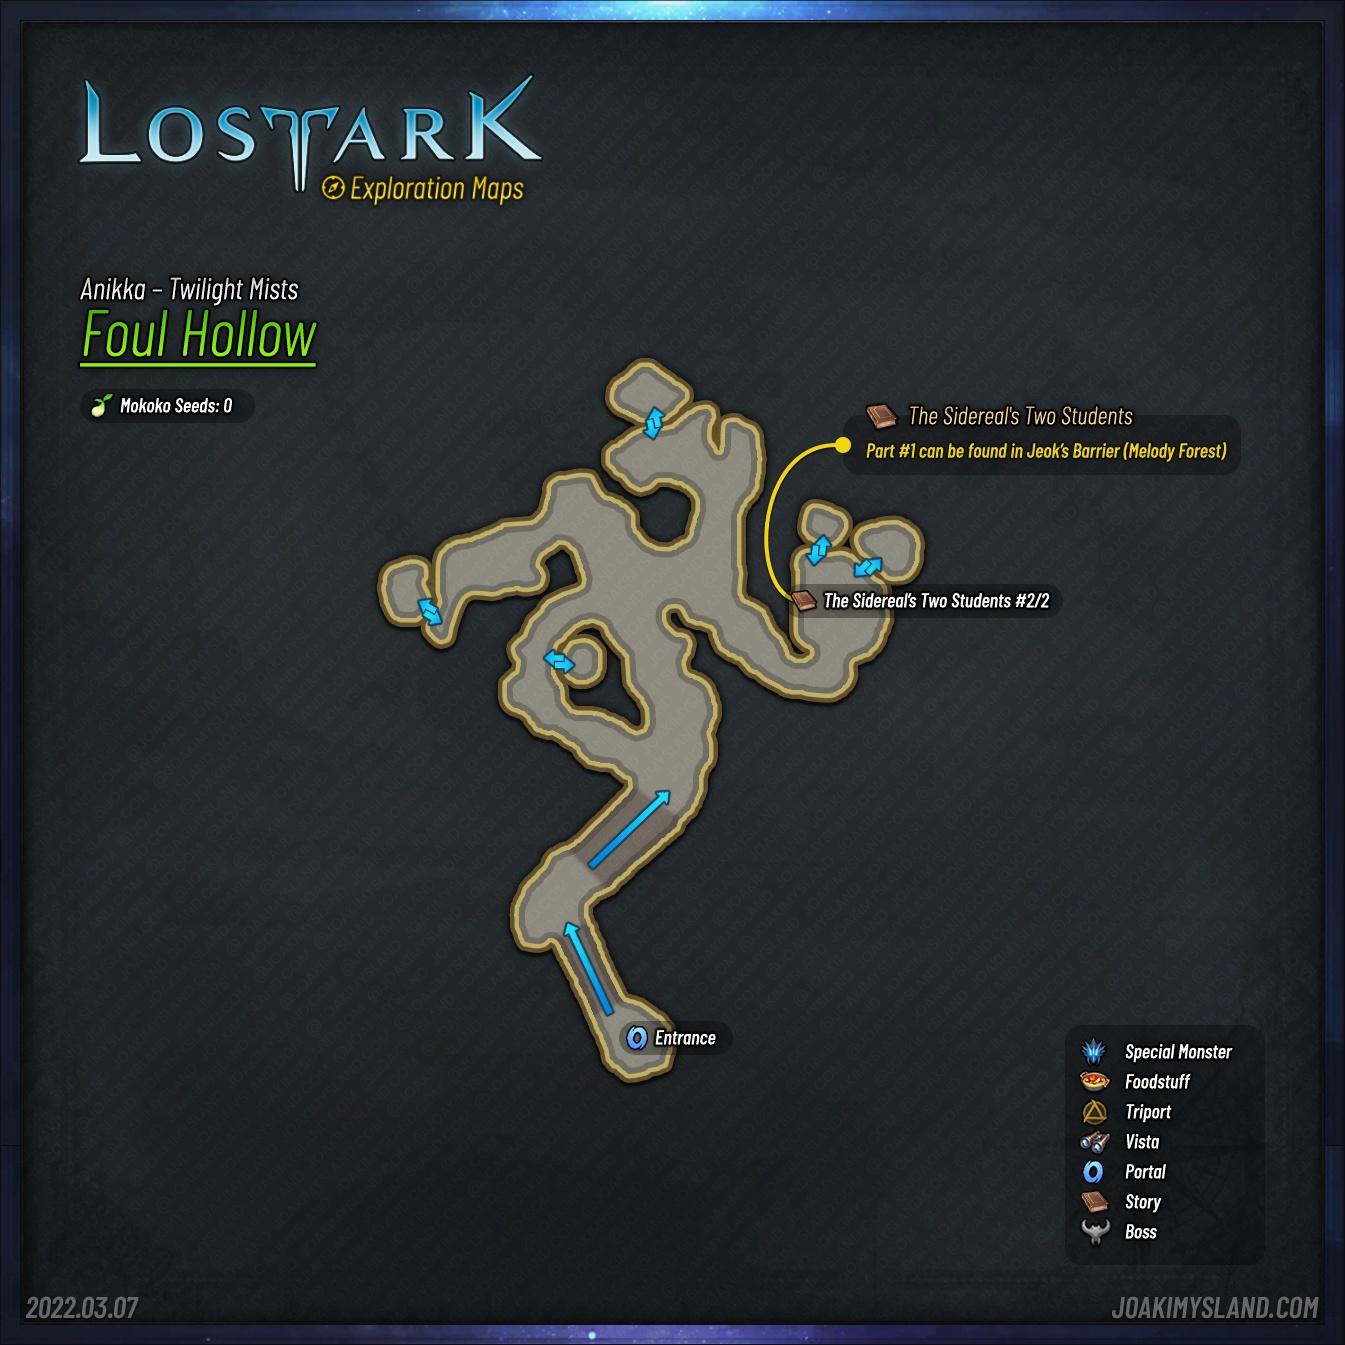 LOSTARK
Exploration Maps
Anikka – Twilight Mists
Foul Hollow
Mokoko Seeds: 0
The Sidereal's Two Students
Part #1 can be found in Jeok's Barrier (Melody Forest)
The Sidereal's Two Students #2/2
Entrance
Special Monster
Foodstuff
Triport
Vista
Portal
Story
Boss
2022.03.07
JOAKIMYSLAND.COM